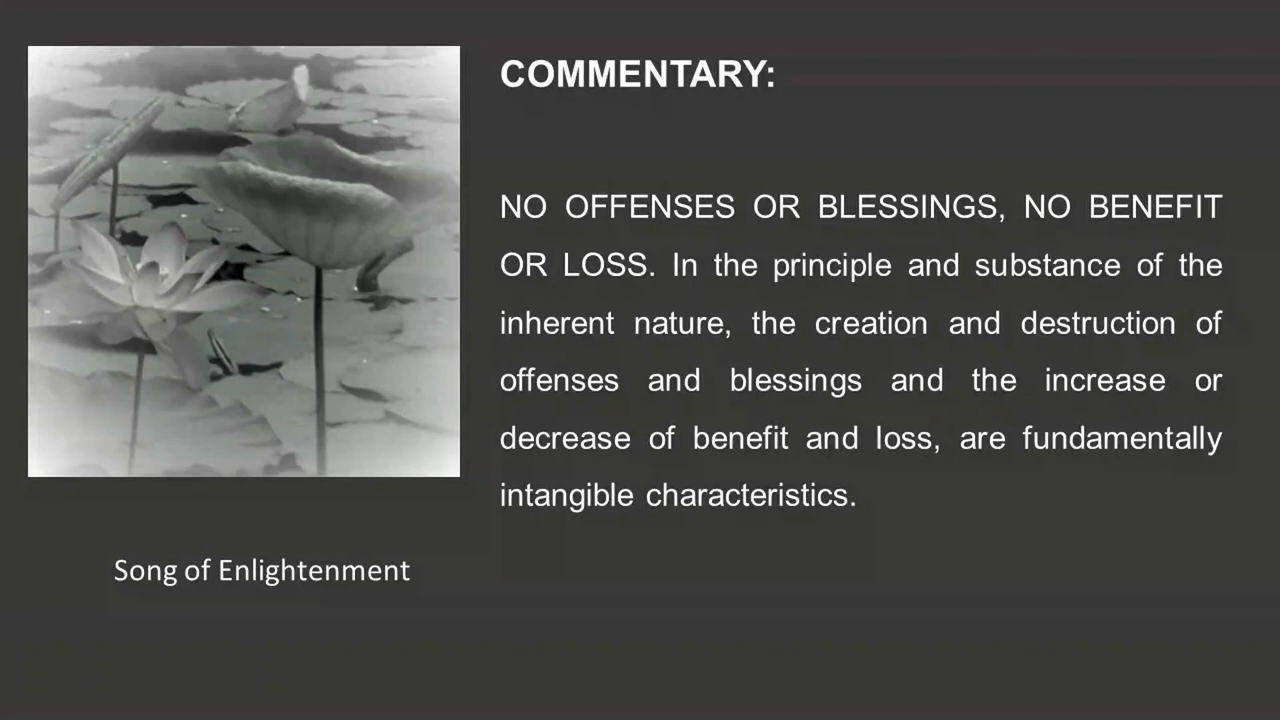 COMMENTARY:
NO OFFENSES OR BLESSINGS, NO BENEFIT
OR LOSS. In the principle and substance of the
inherent nature, the creation and destruction of
offenses and blessings and the increase or
decrease of benefit and loss, are fundamentally
intangible characteristics.
Song of Enlightenment